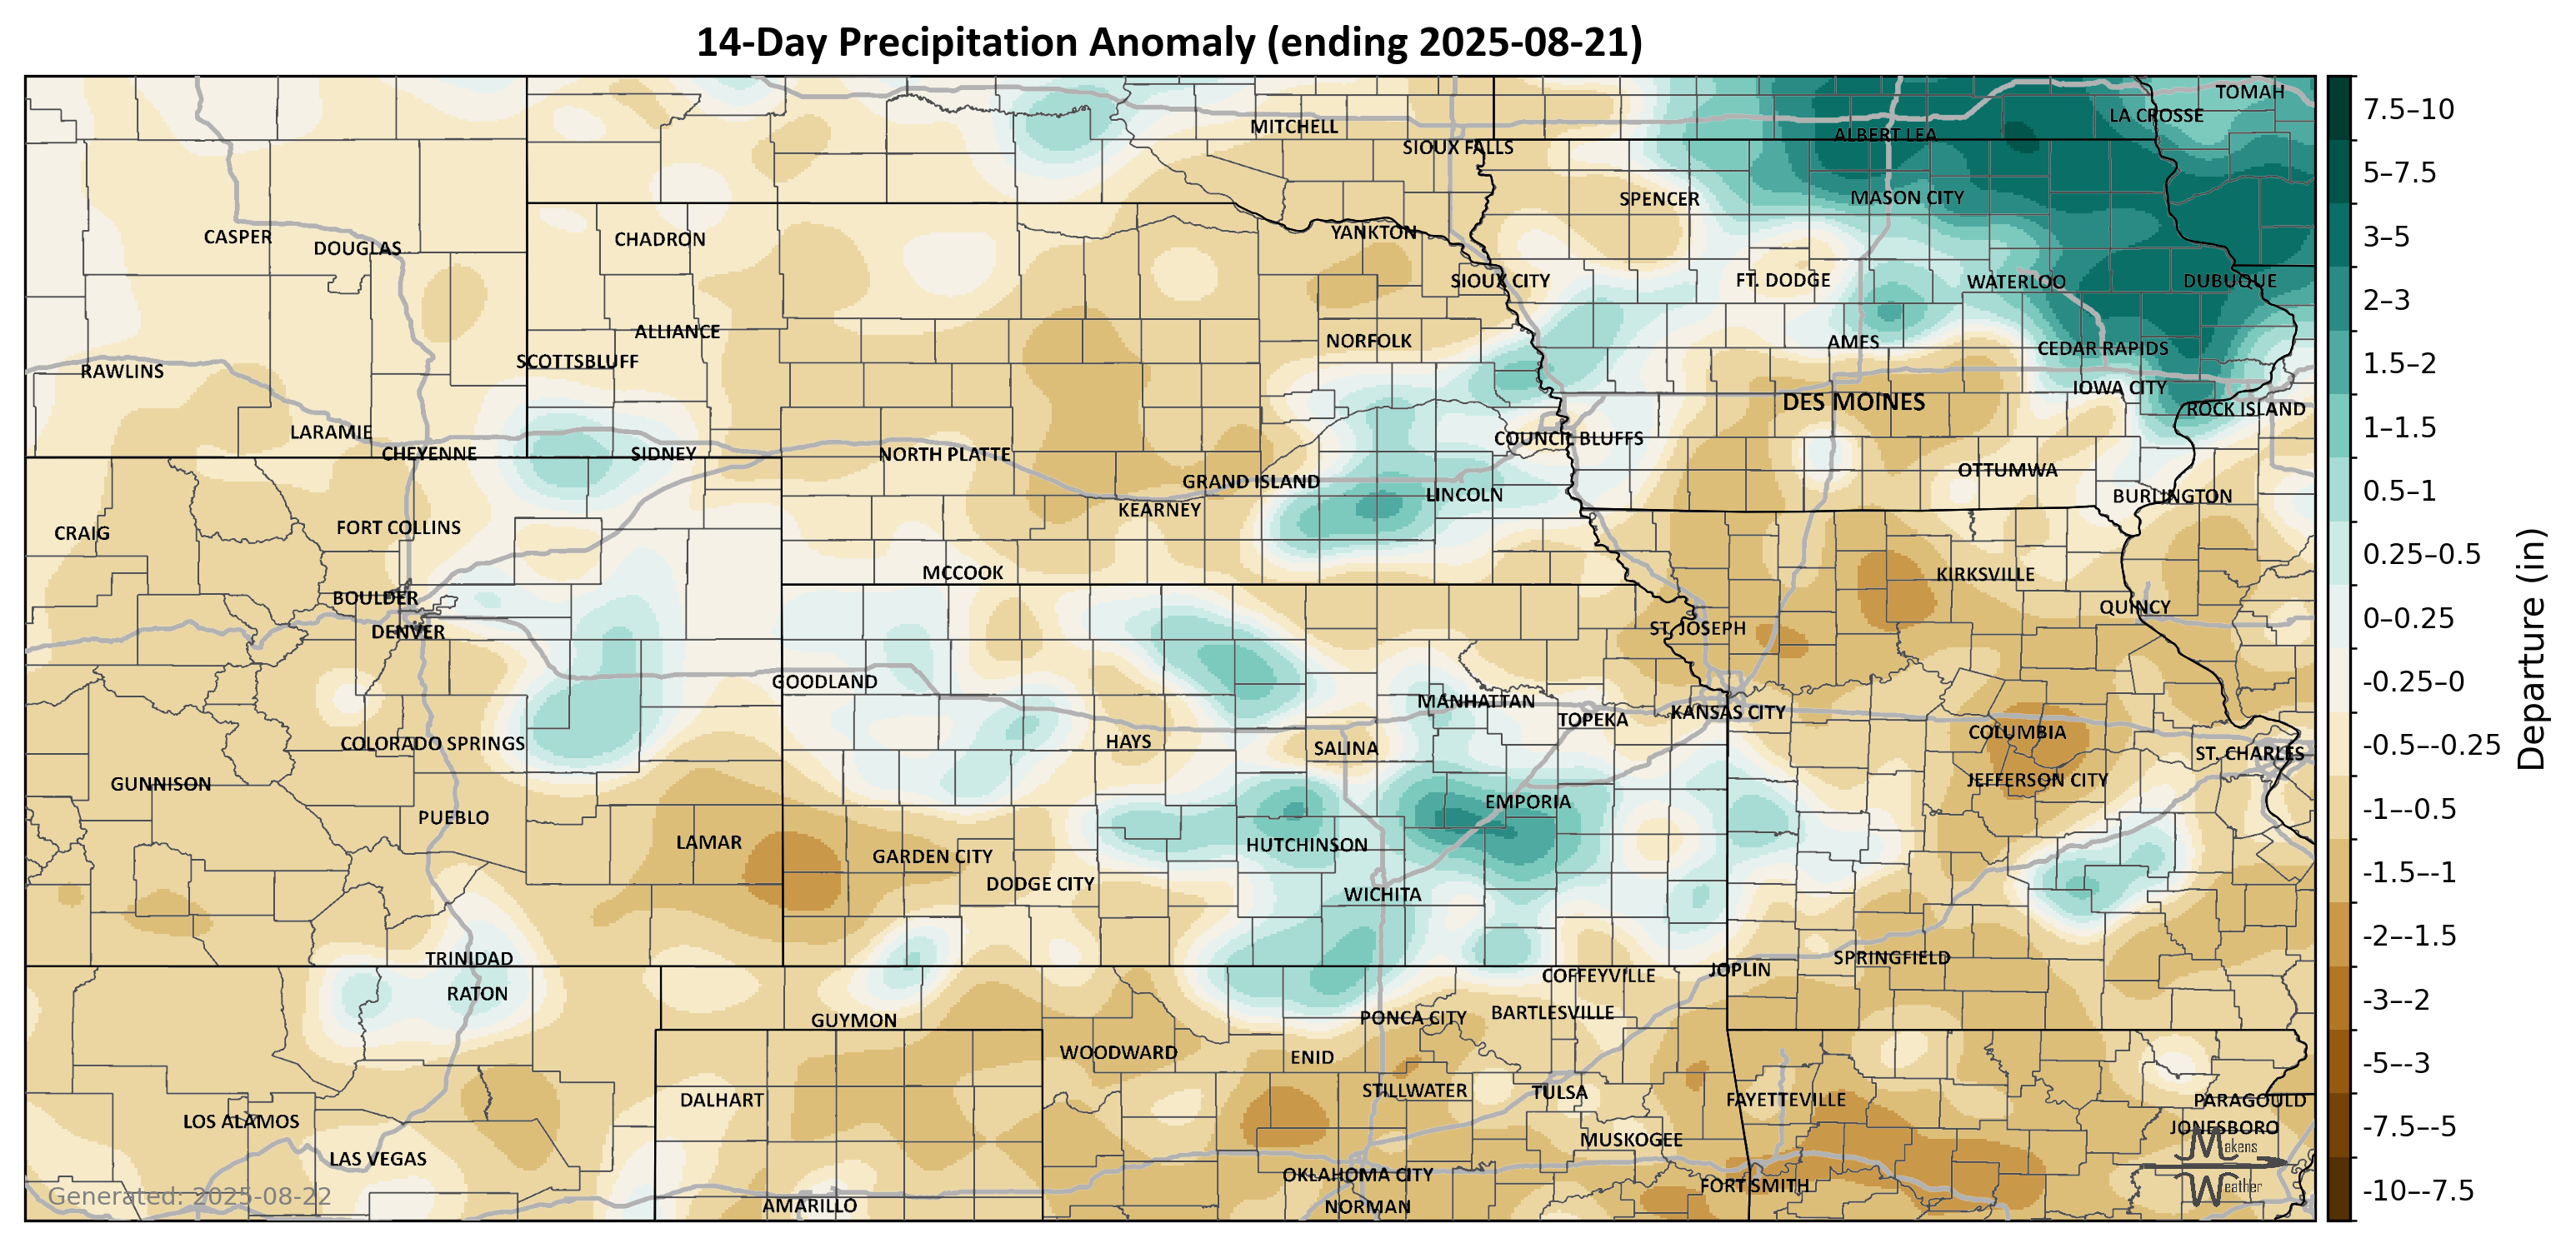 14-Day Precipitation Anomaly (ending 2025-08-21)
TOMAH
LA CROSSE
MITCHELL
ALBERT LEA
SIOUX FALLS
SPENCER
MASON CITY
CASPER
DOUGLAS
CHADRON
YANKTON
SIOUX CITY
FT. DODGE
WATERLOO
DUBUQUE
ALLIANCE
NORFOLK
AMES
CEDAR RAPIDS
SCOTTSBLUFF
RAWLINS
IOWA CITY
DES MOINES
ROCK ISLAND
LARAMIE
COUNCIL BLUFFS
CHEYENNE
SIDNEY
NORTH PLATTE
OTTUMWA
GRAND ISLAND
LINCOLN
BURLINGTON
KEARNEY
CRAIG
FORT COLLINS
MCCOOK
KIRKSVILLE
BOULDER
QUINCY
DENVER
ST. JOSEPH
GOODLAND
MANHATTAN
TOPEKA
KANSAS CITY
COLUMBIA
COLORADO SPRINGS
HAYS
SALINA
ST. CHARLES
GUNNISON
JEFFERSON CITY
EMPORIA
PUEBLO
LAMAR
HUTCHINSON
GARDEN CITY
DODGE CITY
WICHITA
TRINIDAD
SPRINGFIELD
JOPLIN
COFFEYVILLE
RATON
BARTLESVILLE
GUYMON
PONCA CITY
WOODWARD
ENID
STILLWATER
TULSA
DALHART
FAYETTEVILLE
PARAGOULD
LOS ALAMOS
JONESBORO
MUSKOGEE
LAS VEGAS
OKLAHOMA CITY
FORT SMITH
AMARILLO
NORMAN
Generated: 2025-08-22
Makens
Weather
7.5–10
5–7.5
3–5
2–3
1.5–2
1–1.5
0.5–1
0.25–0.5
0–0.25
-0.25–0
-0.5–-0.25
-1–-0.5
-1.5–-1
-2–-1.5
-3–-2
-5–-3
-7.5–-5
-10–-7.5
Departure (in)